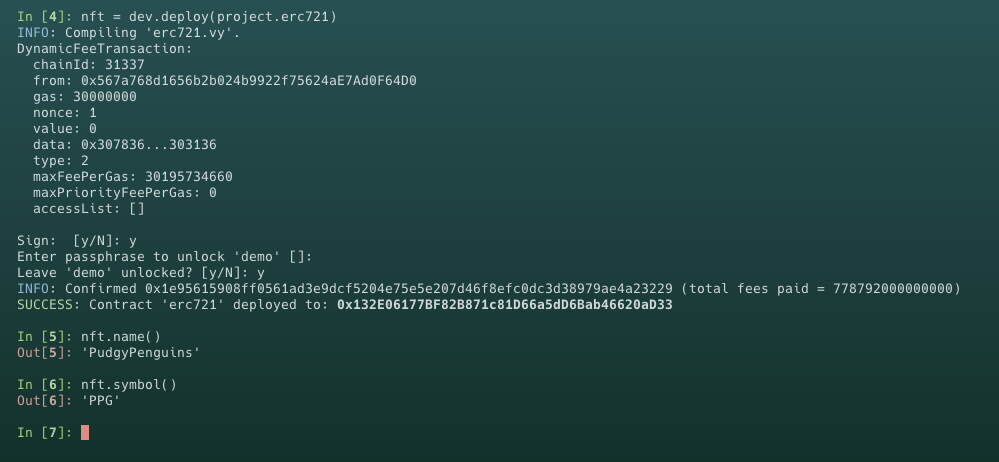 In [4]: nft = dev.deploy(project.erc721)
INFO: Compiling 'erc721.vy'.
DynamicFeeTransaction:
  chainId: 31337
  from: 0x567a768d1656b2b024b9922f75624aE7Ad0F64D0
  gas: 30000000
  nonce: 1
  value: 0
  data: 0x307836...303136
  type: 2
  maxFeePerGas: 30195734660
  maxPriorityFeePerGas: 0
  accessList: []

Sign:  [y/N]: y
Enter passphrase to unlock 'demo' []:
Leave 'demo' unlocked? [y/N]: y
INFO: Confirmed 0x1e95615908ff0561ad3e9dcf5204e75e5e207d46f8efc0dc3d38979ae4a23229 (total fees paid = 778792000000000)
SUCCESS: Contract 'erc721' deployed to: 0x132E06177BF82B871c81D66a5dD6Bab46620aD33

In [5]: nft.name()
Out[5]: 'PudgyPenguins'

In [6]: nft.symbol()
Out[6]: 'PPG'

In [7]: